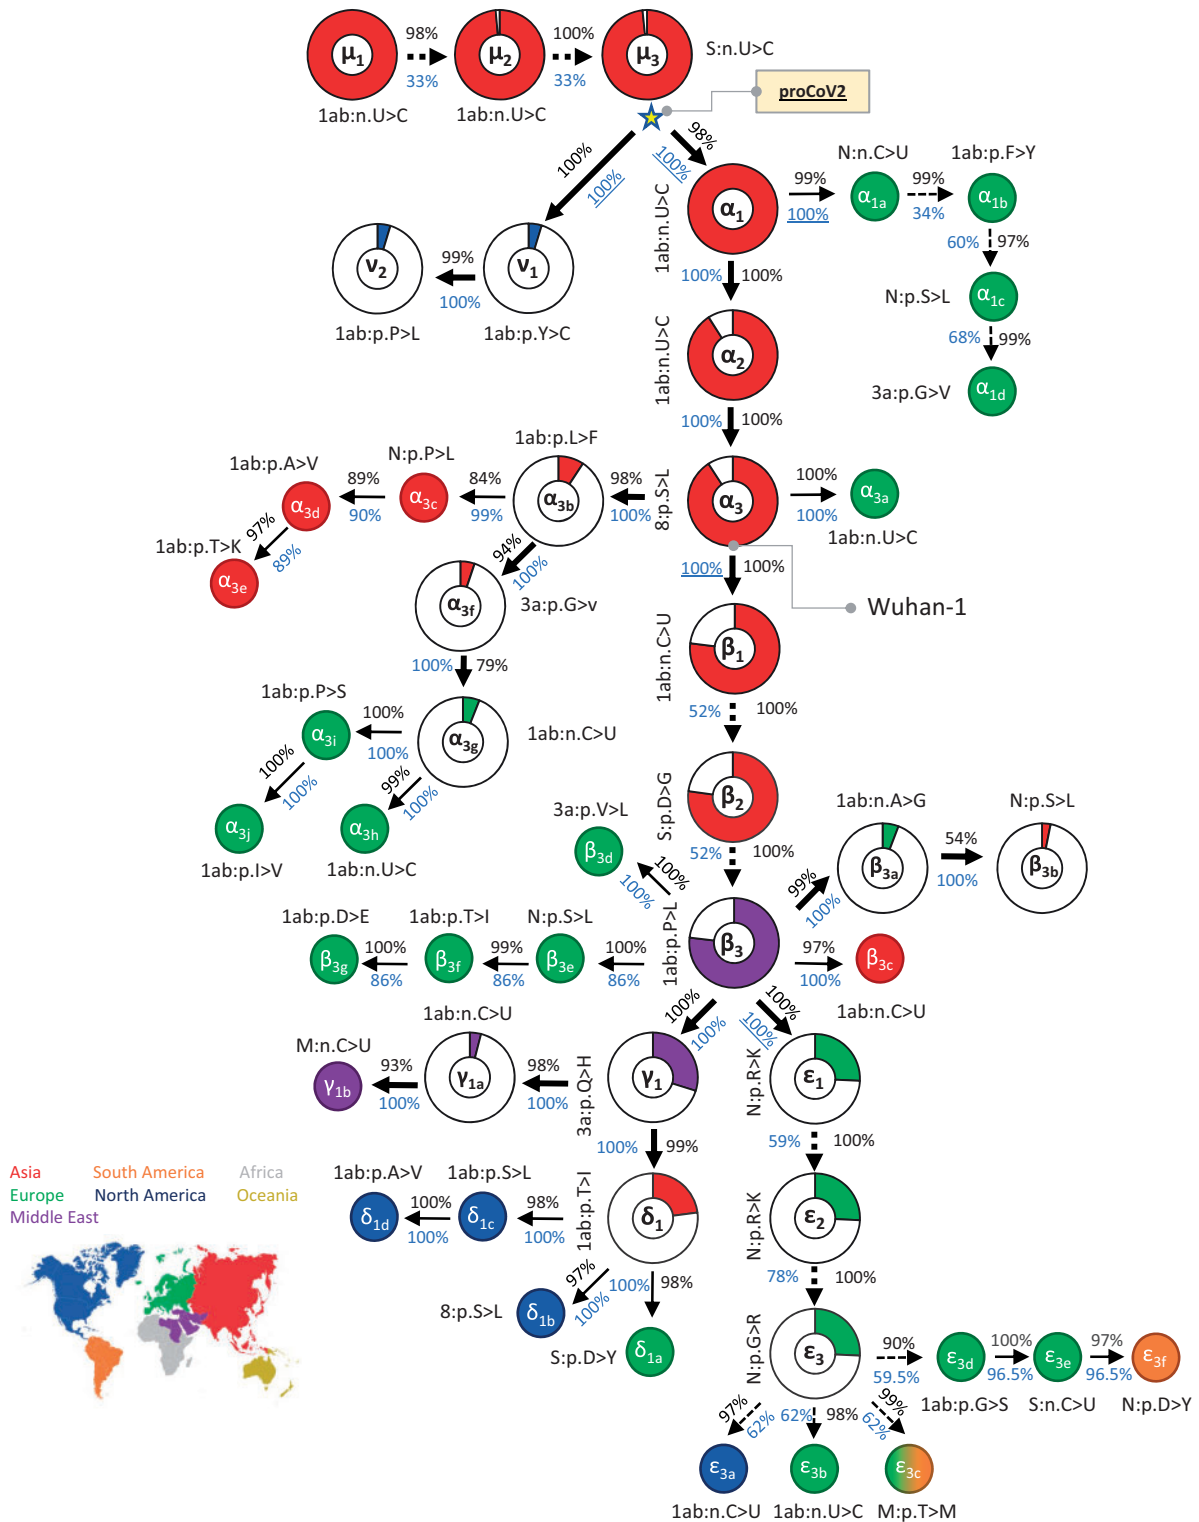 98% 100% S:n.U>C
μ1 μ2 μ3
33% 33%
proCoV2
1ab:n.U>C 1ab:n.U>C
98%
100%
100%
100%
N:n.C>U 1ab:p.F>Y
99% 99%
α1 α1a α1b
100% 34%
1ab:n.U>C
60% 97%
99%
ν2 ν1
100%
100% 100%
N:p.S>L α1c
1ab:p.P>L 1ab:p.Y>C
68% 99%
1ab:n.U>C
α2
3a:p.G>V α1d
100% 100%
1ab:p.L>F
N:p.P>L
1ab:p.A>V
89% 84% 98% 100%
α3d α3c α3b α3 α3a
90% 99% 100% 100%
8:p.S>L
1ab:n.U>C
97%
89%
1ab:p.T>K
α3e
94%
100%
100% 100%
α3f 3a:p.G>v
Wuhan-1
1ab:n.C>U
β1
100% 79%
1ab:p.P>S
100%
α3i α3g 1ab:n.C>U
100%
52% 100%
100%
100%
99%
100%
S:p.D>G
β2
3a:p.V>L
1ab:n.A>G N:p.S>L
α3j α3h
β3d
1ab:p.I>V 1ab:n.U>C
52% 100%
100%
100%
54%
β3a β3b
100%
99%
100%
1ab:p.D>E 1ab:p.T>I N:p.S>L
100% 99% 100% 97%
β3g β3f β3e β3 β3c
86% 86% 86% 100%
1ab:p.P>L
1ab:n.C>U
100%
100%
100%
100%
1ab:n.C>U
M:n.C>U
93% 98%
γ1b γ1a γ1 ε1
100% 100%
3a:p.Q>H
N:p.R>K
100% 99%
59% 100%
Asia South America Africa
Europe North America Oceania
Middle East
1ab:p.A>V 1ab:p.S>L
100% 98%
δ1d δ1c δ1 ε2
100% 100%
1ab:p.T>I
N:p.R>K
97%
100%
100% 98%
78% 100%
8:p.S>L δ1b
S:p.D>Y δ1a
N:p.G>R
ε3
90% 100% 97%
ε3d ε3e ε3f
59.5% 96.5% 96.5%
1ab:p.G>S S:n.C>U N:p.D>Y
97%
62%
62% 98%
99%
62%
ε3a ε3b ε3c
1ab:n.C>U 1ab:n.U>C M:p.T>M